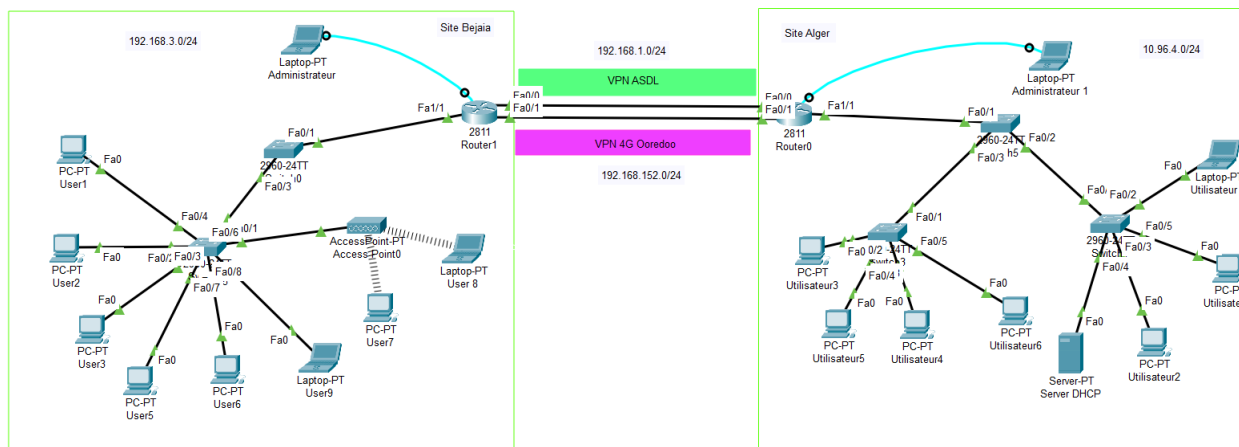 Site Bejaia
192.168.3.0/24
Laptop-PT
Administrateur
Fa1/1
Fa0/0
Fa0/1
2811
Router1
Fa0/1
2960-24TT
Switch0
Fa0/3
PC-PT
User1
Fa0
Fa0/4
Fa0/6
Fa0
PC-PT
User2
Fa0/3
Fa0/8
Fa0/7
AccessPoint-PT
Access Point0
Laptop-PT
User 8
PC-PT
User7
Fa0
PC-PT
User3
Fa0
PC-PT
User5
Fa0
PC-PT
User6
Fa0
Laptop-PT
User9
192.168.1.0/24
VPN ASDL
VPN 4G Ooredoo
192.168.152.0/24
Site Alger
10.96.4.0/24
Laptop-PT
Administrateur 1
Fa0/0
Fa0/1
Fa1/1
2811
Router0
Fa0/1
Fa0/2
2960-24TT
Fa0/3
Fa0/1
Fa0/5
Fa0/4
PC-PT
Utilisateur3
Fa0
PC-PT
Utilisateur5
Fa0
PC-PT
Utilisateur4
Fa0
PC-PT
Utilisateur6
Fa0
Laptop-PT
Utilisateur
Fa0/2
Fa0/5
Fa0/3
Fa0/4
Fa0
PC-PT
Fa0
Server-PT
Server DHCP
Fa0
PC-PT
Utilisateur2